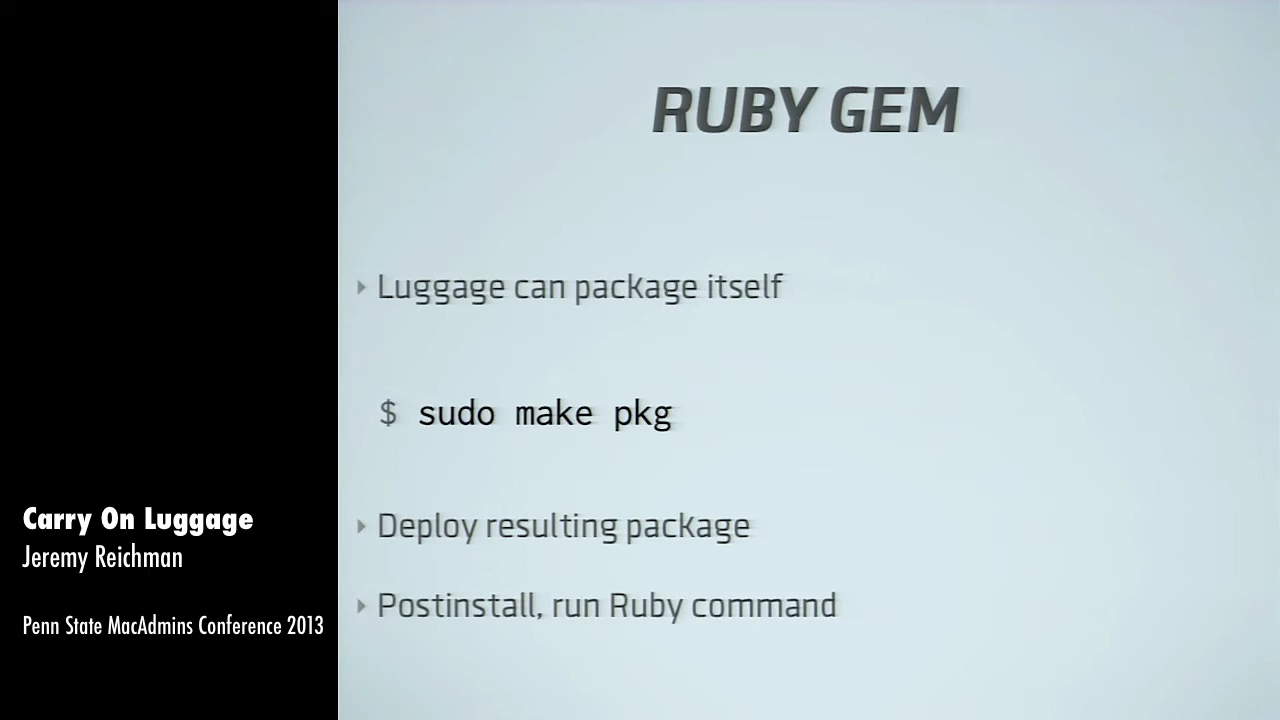 RUBY GEM
Luggage can package itself
$ sudo make pkg
Deploy resulting package
Postinstall, run Ruby command
Carry On Luggage
Jeremy Reichman
Penn State MacAdmins Conference 2013